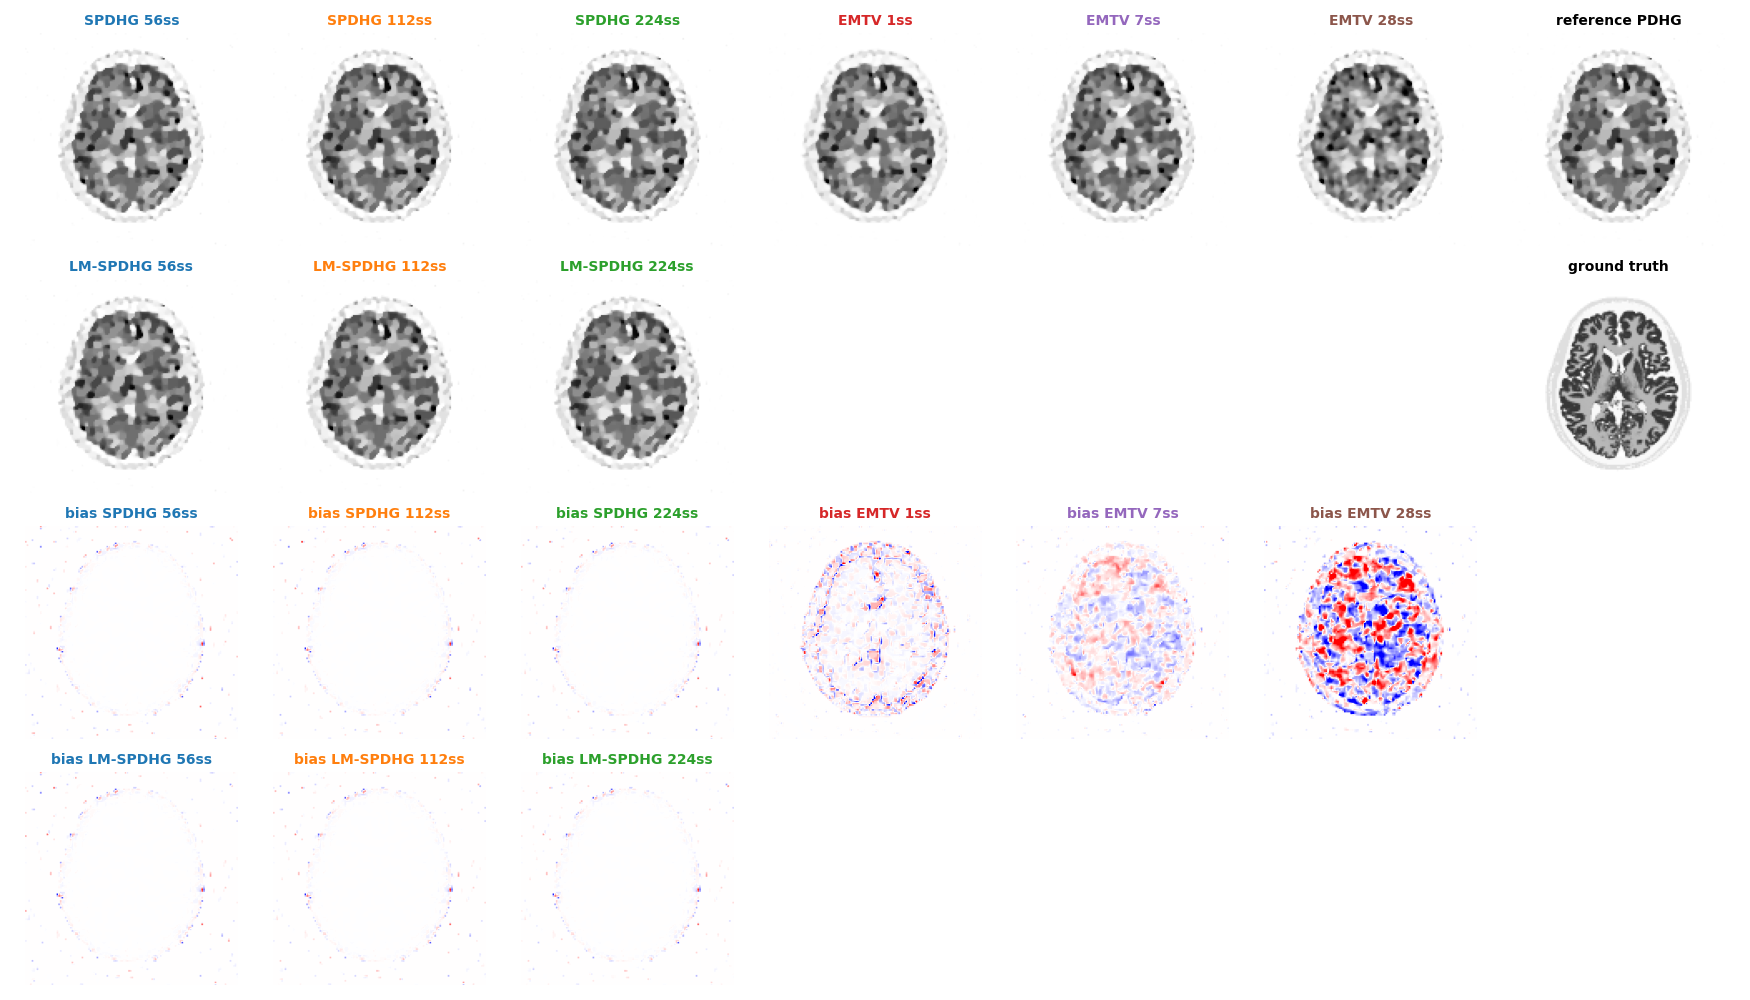 SPDHG 56ss
SPDHG 112ss
SPDHG 224ss
EMTV 1ss
EMTV 7ss
EMTV 28ss
reference PDHG
LM-SPDHG 56ss
LM-SPDHG 112ss
LM-SPDHG 224ss
ground truth
bias SPDHG 56ss
bias SPDHG 112ss
bias SPDHG 224ss
bias EMTV 1ss
bias EMTV 7ss
bias EMTV 28ss
bias LM-SPDHG 56ss
bias LM-SPDHG 112ss
bias LM-SPDHG 224ss